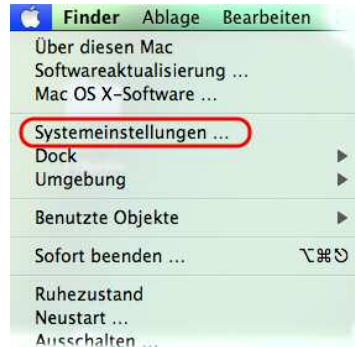 Finder Ablage Bearbeiten
Über diesen Mac
Softwareaktualisierung ...
Mac OS X-Software ...
Systemeinstellungen ...
Dock
Umgebung
Benutzte Objekte
Sofort beenden ... ⌥⌘⎋
Ruhezustand
Neustart ...
Ausschalten ...